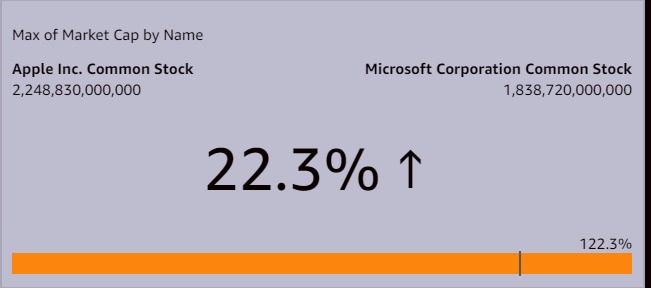 Max of Market Cap by Name
Apple Inc. Common Stock Microsoft Corporation Common Stock
2,248,830,000,000 1,838,720,000,000
22.3% ↑
122.3%